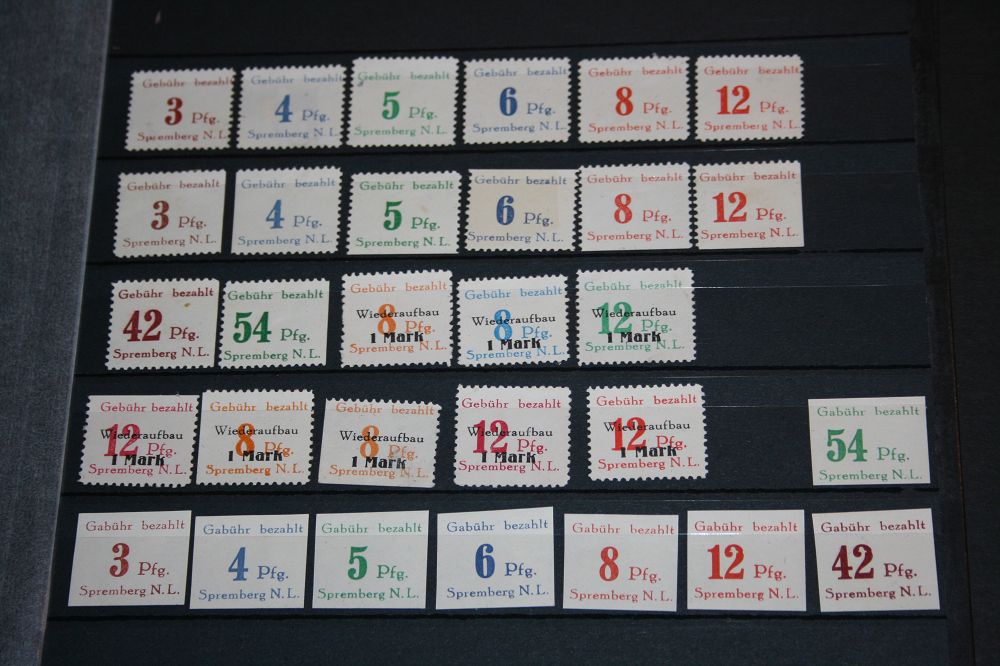 Gebühr bezahlt
3 Pfg.
Spremberg N.L.
Gebühr bezahlt
4 Pfg.
Spremberg N.L.
Gebühr bezahlt
5 Pfg.
Spremberg N.L.
Gebühr bezahlt
6 Pfg.
Spremberg N.L.
Gebühr bezahlt
8 Pfg.
Spremberg N.L.
Gebühr bezahlt
12 Pfg.
Spremberg N.L.
Gebühr bezahlt
3 Pfg.
Spremberg N.L.
Gebühr bezahlt
4 Pfg.
Spremberg N.L.
Gebühr bezahlt
5 Pfg.
Spremberg N.L.
Gebühr bezahlt
6 Pfg.
Spremberg N.L.
Gebühr bezahlt
8 Pfg.
Spremberg N.L.
Gabühr bezahlt
12 Pfg.
Spremberg N.L.
Gebühr bezahlt
42 Pfg.
Spremberg N.L.
Gebühr bezahlt
54 Pfg.
Spremberg N.L.
Gebühr bezahlt
Wiederaufbau
8 Pfg.
1 Mark
Spremberg N.L.
Gebühr bezahlt
Wiederaufbau
8 Pfg.
1 Mark
Spremberg N.L.
Gebühr bezahlt
Wiederaufbau
12 Pfg.
1 Mark
Spremberg N.L.
Gebühr bezahlt
Wiederaufbau
12 Pfg.
1 Mark
Spremberg N.L.
Gebühr bezahlt
Wiederaufbau
8 Pfg.
1 Mark
Spremberg N.L.
Gebühr bezahlt
Wiederaufbau
8 Pfg.
1 Mark
Spremberg N.L.
Gebühr bezahlt
Wiederaufbau
12 Pfg.
1 Mark
Spremberg N.L.
Gebühr bezahlt
Wiederaufbau
12 Pfg.
1 Mark
Spremberg N.L.
Gabühr bezahlt
54 Pfg.
Spremberg N.L.
Gabühr bezahlt
3 Pfg.
Spremberg N.L.
Gabühr bezahlt
4 Pfg.
Spremberg N.L.
Gabühr bezahlt
5 Pfg.
Spremberg N.L.
Gabühr bezahlt
6 Pfg.
Spremberg N.L.
Gabühr bezahlt
8 Pfg.
Spremberg N.L.
Gabühr bezahlt
12 Pfg.
Spremberg N.L.
Gabühr bezahlt
42 Pfg.
Spremberg N.L.